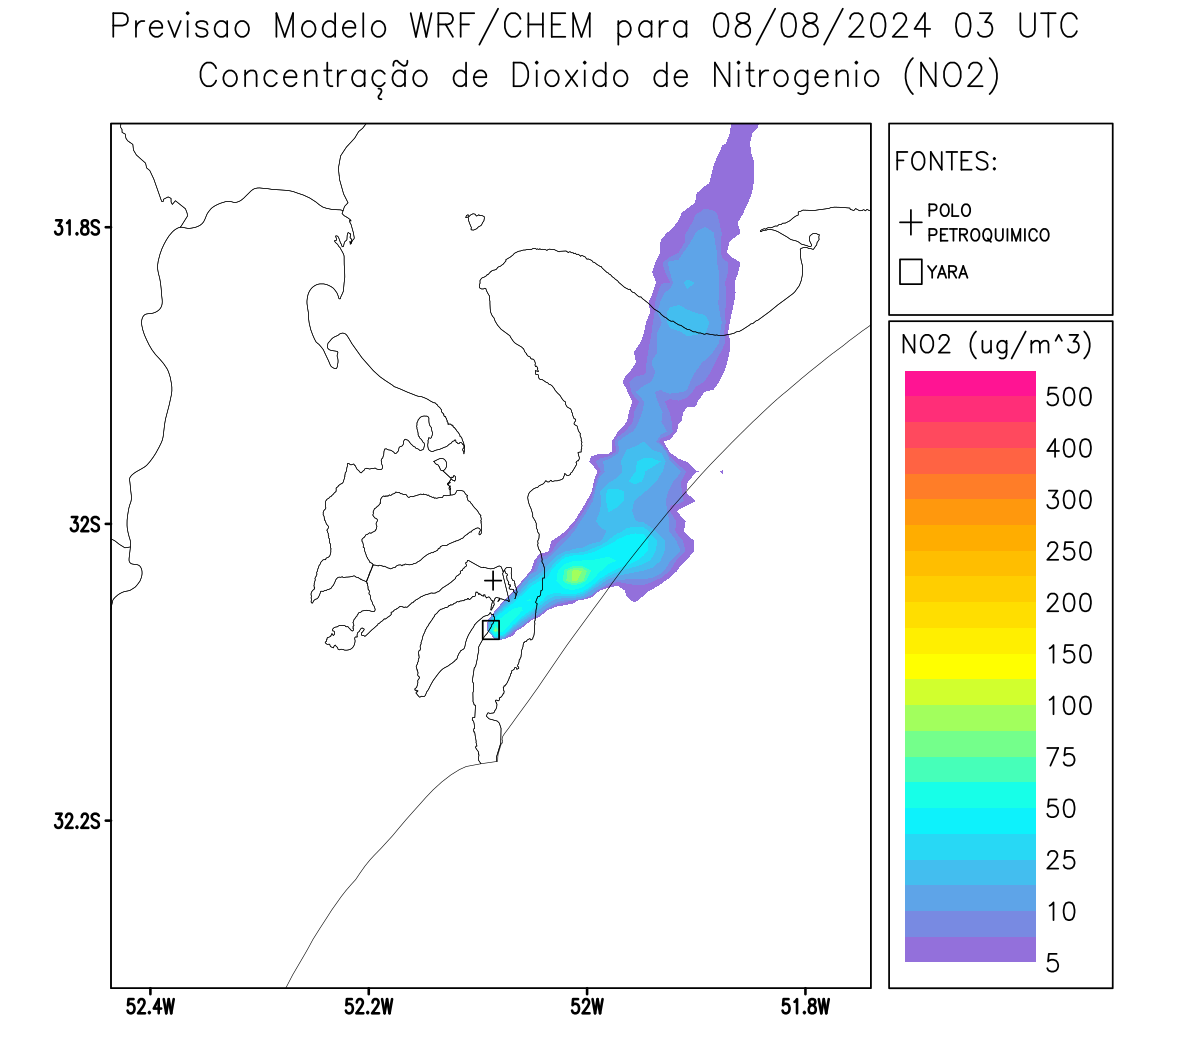 Previsao Modelo WRF/CHEM para 08/08/2024 03 UTC
Concentração de Dioxido de Nitrogenio (NO2)
FONTES:
POLO
PETROQUIMICO
YARA
NO2 (ug/m^3)
500
400
300
250
200
150
100
75
50
25
10
5
31.8S
32S
32.2S
52.4W
52.2W
52W
51.8W